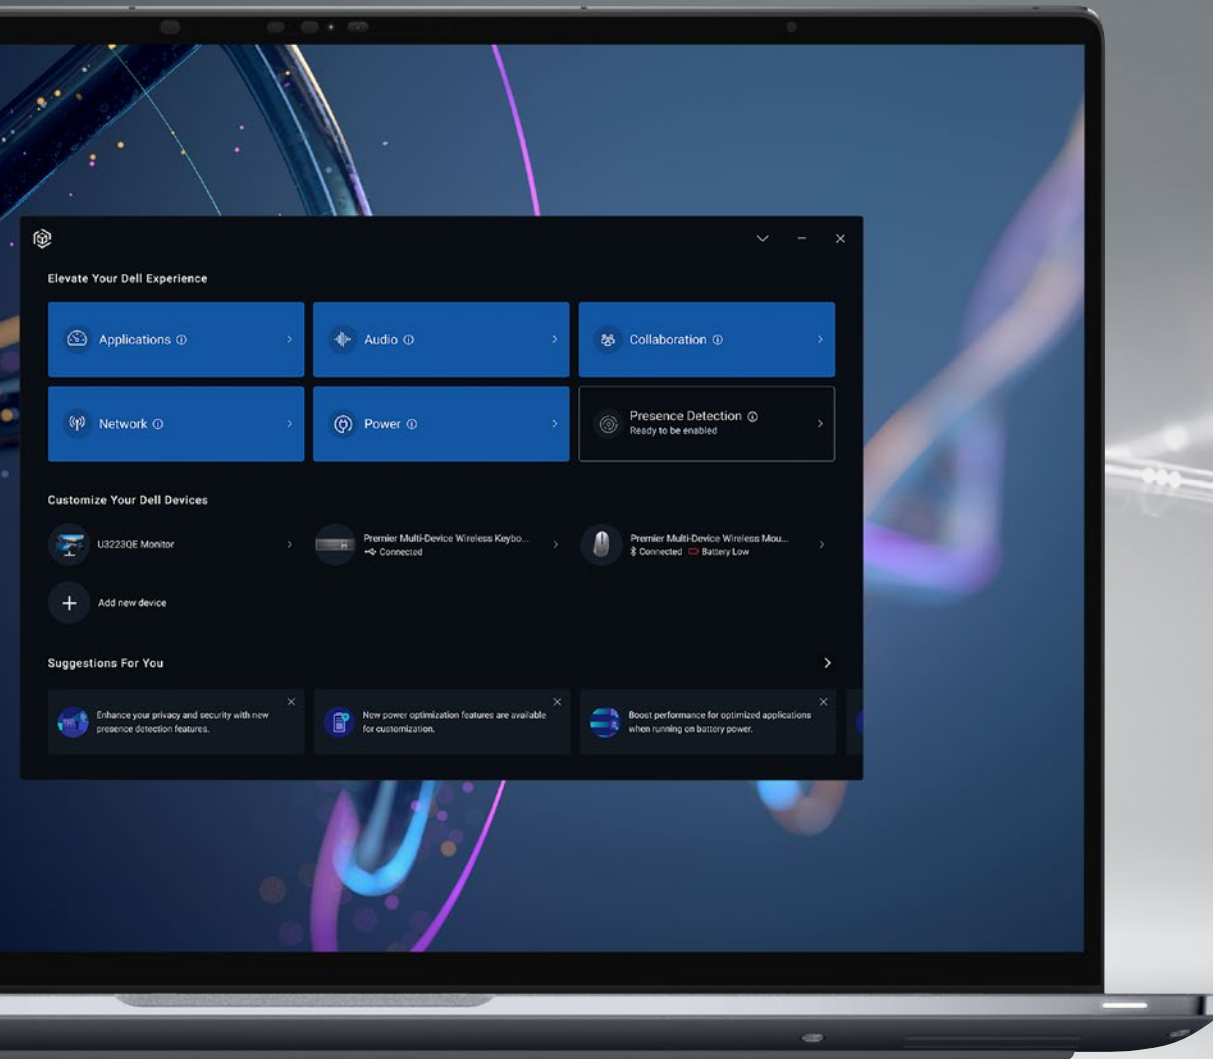 Elevate Your Dell Experience
Applications
Audio
Collaboration
Network
Power
Presence Detection
Ready to be enabled
Customize Your Dell Devices
U3223QE Monitor
Premier Multi-Device Wireless Keybo...
Connected
Premier Multi-Device Wireless Mou...
Connected Battery Low
Add new device
Suggestions For You
Enhance your privacy and security with new
presence detection features.
New power optimization features are available
for customization.
Boost performance for optimized applications
when running on battery power.